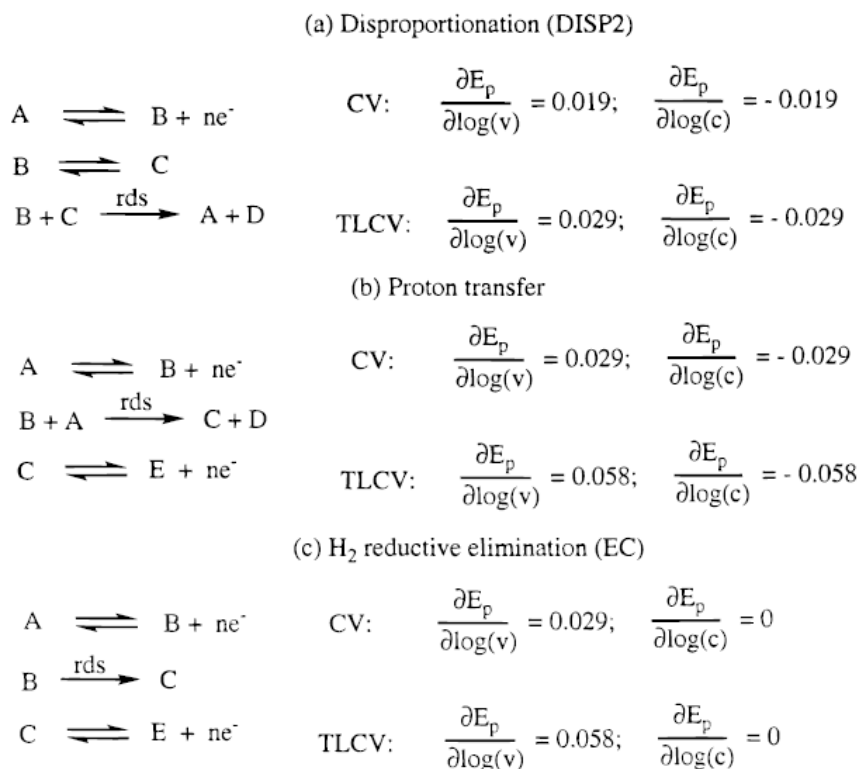 (a) Disproportionation (DISP2)
A ⇌ B + ne⁻
B ⇌ C
B + C rds→ A + D
CV: ∂Eₚ/∂log(v) = 0.019; ∂Eₚ/∂log(c) = - 0.019
TLCV: ∂Eₚ/∂log(v) = 0.029; ∂Eₚ/∂log(c) = - 0.029
(b) Proton transfer
A ⇌ B + ne⁻
B + A rds→ C + D
C ⇌ E + ne⁻
CV: ∂Eₚ/∂log(v) = 0.029; ∂Eₚ/∂log(c) = - 0.029
TLCV: ∂Eₚ/∂log(v) = 0.058; ∂Eₚ/∂log(c) = - 0.058
(c) H₂ reductive elimination (EC)
A ⇌ B + ne⁻
B rds→ C
C ⇌ E + ne⁻
CV: ∂Eₚ/∂log(v) = 0.029; ∂Eₚ/∂log(c) = 0
TLCV: ∂Eₚ/∂log(v) = 0.058; ∂Eₚ/∂log(c) = 0